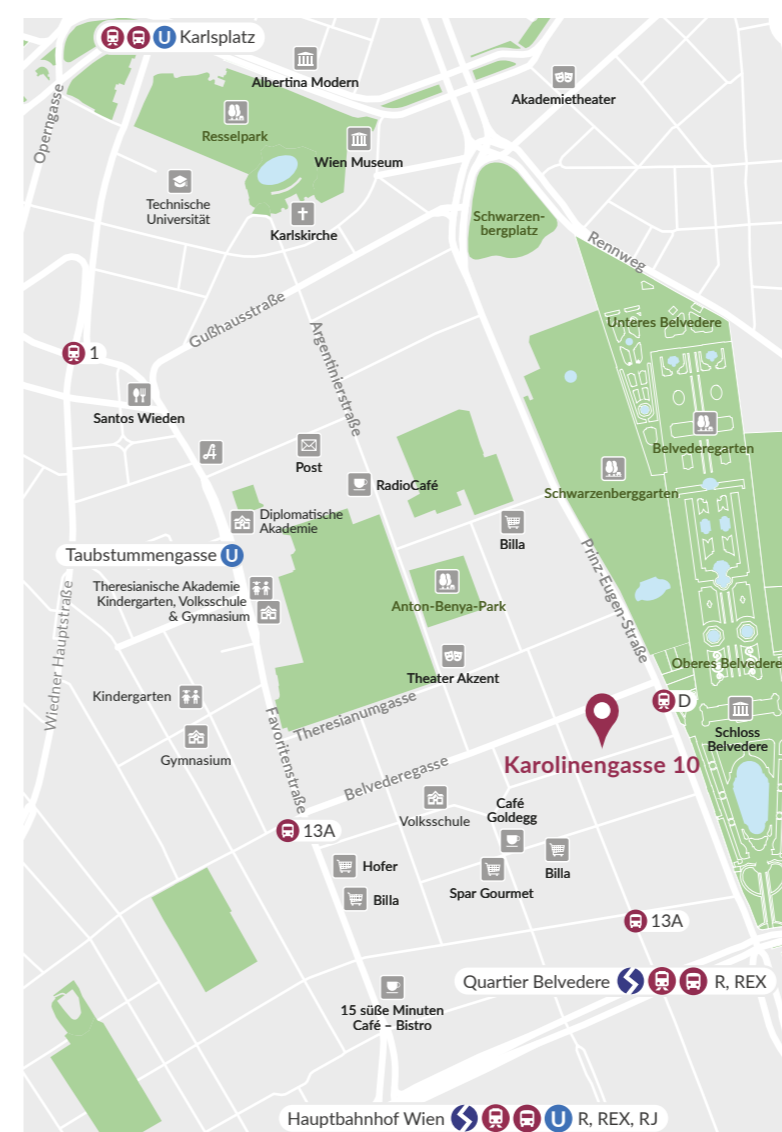 U Karlsplatz
Albertina Modern
Akademietheater
Operngasse
Resselpark
Wien Museum
Technische
Universität
Karlskirche
Schwarzen-
bergplatz
Rennweg
Gußhausstraße
Unteres Belvedere
Argentinierstraße
1
Santos Wieden
A
Post
Belvederegarten
RadioCafé
Schwarzenberggarten
Diplomatische
Akademie
Billa
Taubstummengasse U
Prinz-Eugen-Straße
Theresianische Akademie
Kindergarten, Volksschule
& Gymnasium
Anton-Benya-Park
Wiedner Hauptstraße
Theater Akzent
Oberes Belvedere
Kindergarten
D
Theresianumgasse
Favoritenstraße
Schloss
Belvedere
Gymnasium
Karolinengasse 10
Belvederegasse
Café
Goldegg
Volksschule
13A
Hofer
Billa
Spar Gourmet
Billa
13A
Quartier Belvedere S R, REX
15 süße Minuten
Café – Bistro
Hauptbahnhof Wien S U R, REX, RJ